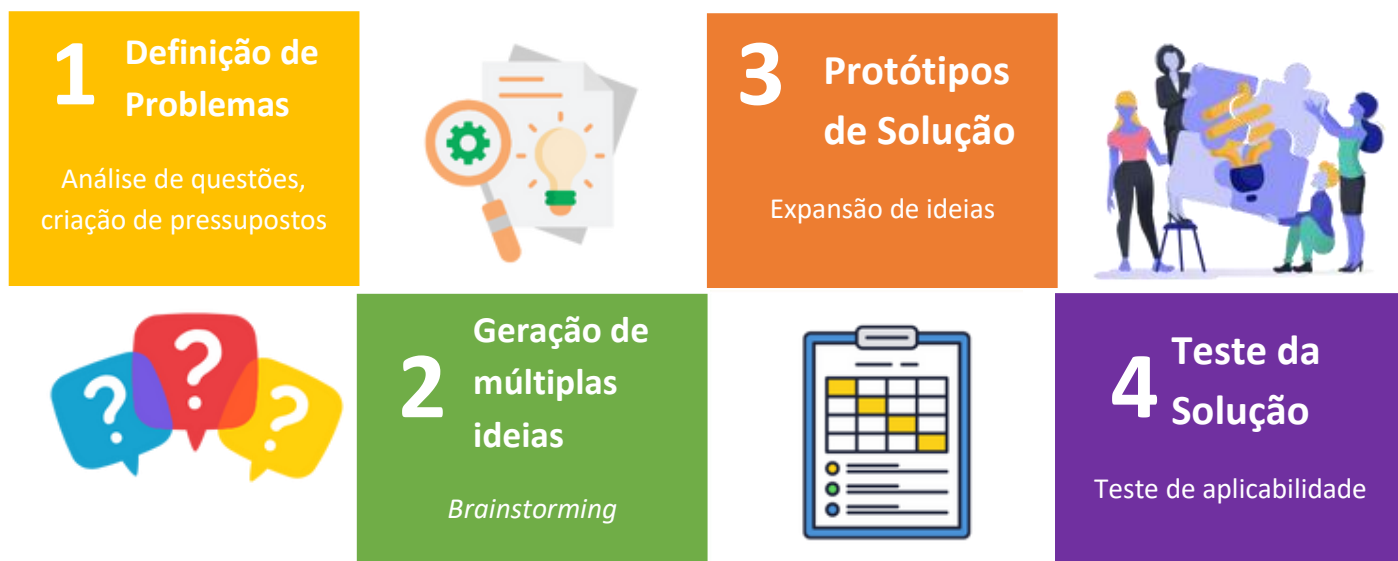 1
Definição de
Problemas
Análise de questões,
criação de pressupostos
2
Geração de
múltiplas
ideias
Brainstorming
3
Protótipos
de Solução
Expansão de ideias
4
Teste da
Solução
Teste de aplicabilidade
? ? ?